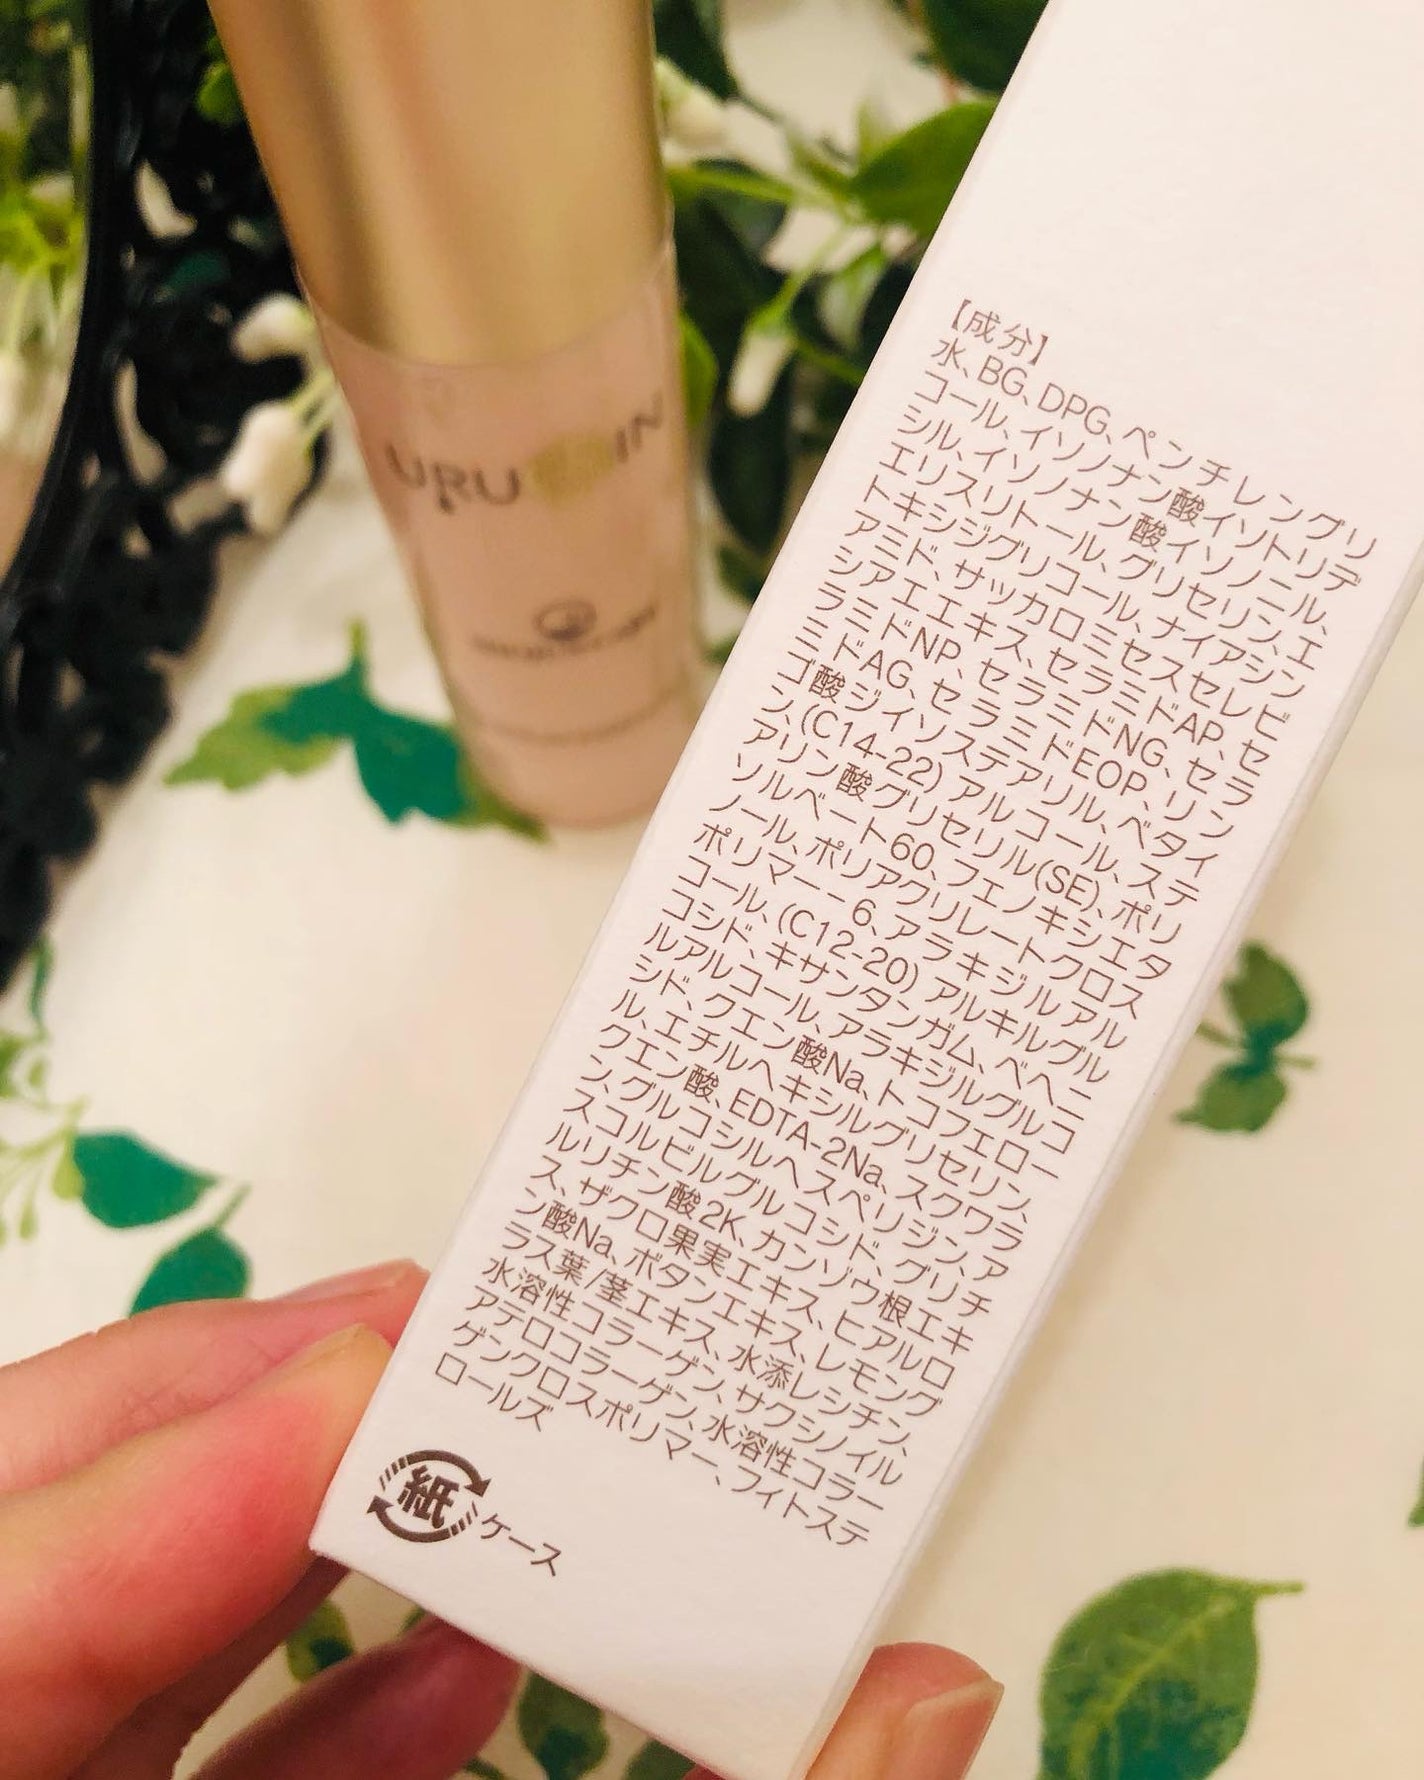 URU
IN
【成分】
水、BG、DPG、ペンチレングリ
コール、イソノナン酸イソトリデ
シル、イソノナン酸イソノニル、
エリスリトール、グリセリン、エ
トキシジグリコール、ナイアシン
アミド、サッカロミセスセレビ
シアエエキス、セラミドAP、セ
ラミドNP、セラミドNG、セラ
ミドAG、セラミドEOP、リン
ゴ酸ジイソステアリル、ベタイ
ン、(C14-22) アルコール、ステ
アリン酸グリセリル(SE)、ポリ
ソルベート60、フェノキシエタ
ノール、ポリアクリレートクロス
ポリマー-6、アラキジルアル
コール、(C12-20) アルキルグル
コシド、キサンタンガム、ベヘニ
ルアルコール、アラキジルグルコ
シド、クエン酸Na、トコフェロー
ル、エチルヘキシルグリセリン、
クエン酸、EDTA-2Na、スクワラ
ン、グルコシルヘスペリジン、ア
スコルビルグルコシド、グリチ
ルリチン酸2K、カンゾウ根エキ
ス、ザクロ果実エキス、ヒアルロ
ン酸Na、ボタンエキス、レモング
ラス葉/茎エキス、水添レシチン、
水溶性コラーゲン、サクシノイル
アテロコラーゲン、水溶性コラー
ゲンクロスポリマー、フィトステ
ロールズ
紙 ケース